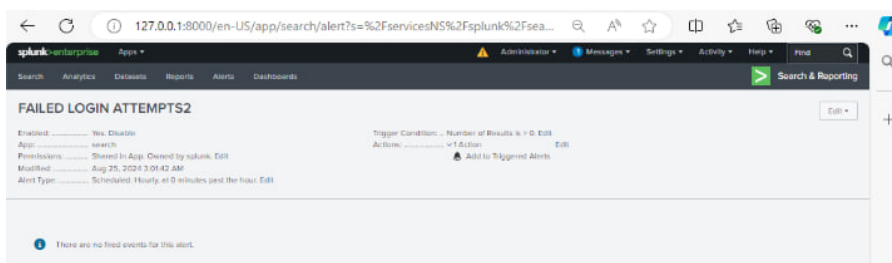 127.0.0.1:8000/en-US/app/search/alert?s=%2FservicesNS%2Fsplunk%2Fsea...
splunk>enterprise Apps Administrator Messages Settings Activity Help Find
Search Analytics Datasets Reports Alerts Dashboards Search & Reporting
FAILED LOGIN ATTEMPTS2 Edit
Enabled: Yes. Disable
App: search
Permissions: Shared in App. Owned by splunk. Edit
Modified: Aug 25, 2024 3:01:42 AM
Alert Type: Scheduled. Hourly, at 0 minutes past the hour. Edit
Trigger Condition: Number of Results is > 0. Edit
Actions: 1 Action Edit
Add to Triggered Alerts
There are no fired events for this alert.